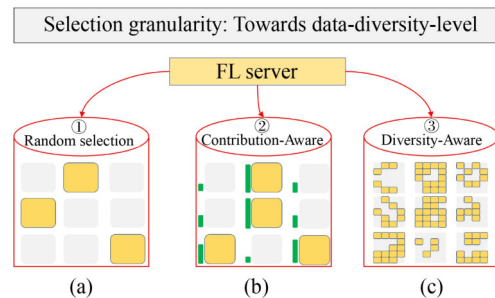 Selection granularity: Towards data-diversity-level
FL server
①
Random selection
②
Contribution-Aware
③
Diversity-Aware
(a)
(b)
(c)